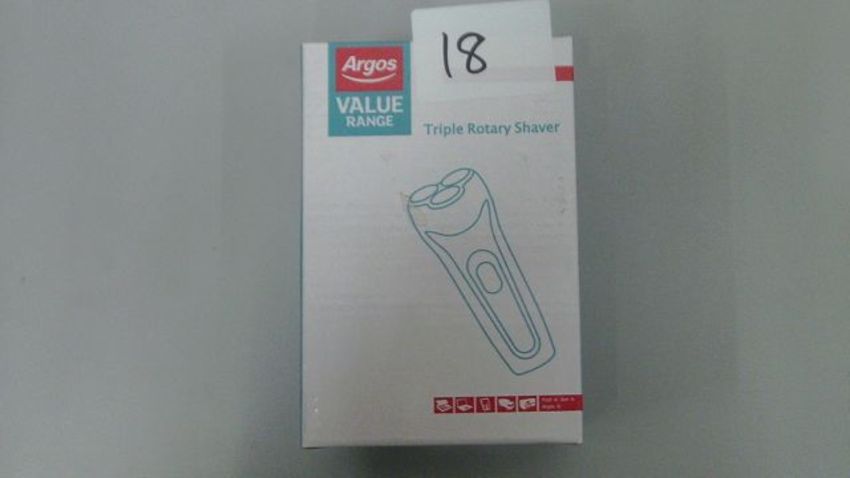 18
Argos
VALUE
RANGE
Triple Rotary Shaver